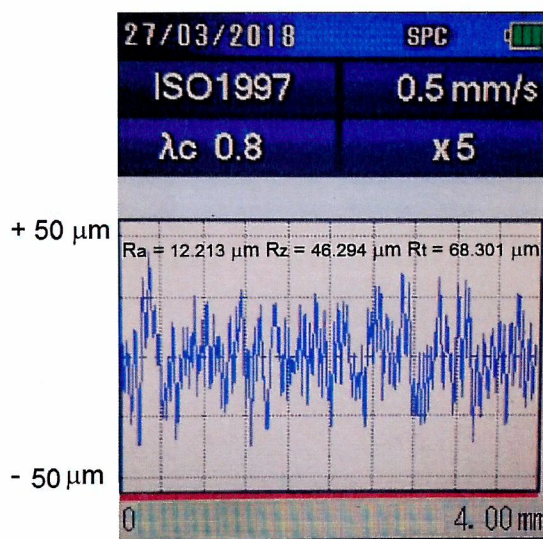 27/03/2018 SPC
ISO1997 0.5 mm/s
λc 0.8 x5
+ 50 μm
Ra = 12.213 μm Rz = 46.294 μm Rt = 68.301 μm
- 50 μm
0 4.00 mm